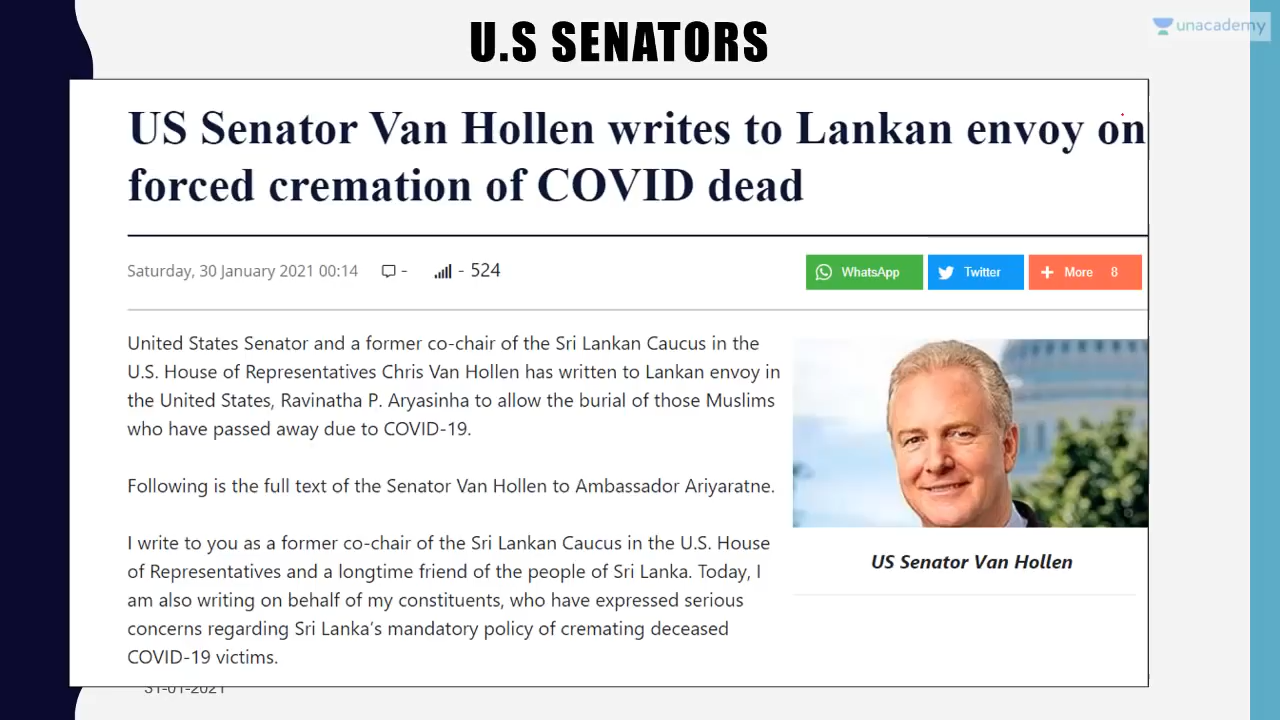 U.S SENATORS
unacademy
US Senator Van Hollen writes to Lankan envoy on
forced cremation of COVID dead
Saturday, 30 January 2021 00:14 - - 524
WhatsApp Twitter More 8
United States Senator and a former co-chair of the Sri Lankan Caucus in the
U.S. House of Representatives Chris Van Hollen has written to Lankan envoy in
the United States, Ravinatha P. Aryasinha to allow the burial of those Muslims
who have passed away due to COVID-19.
Following is the full text of the Senator Van Hollen to Ambassador Ariyaratne.
I write to you as a former co-chair of the Sri Lankan Caucus in the U.S. House
of Representatives and a longtime friend of the people of Sri Lanka. Today, I
am also writing on behalf of my constituents, who have expressed serious
concerns regarding Sri Lanka’s mandatory policy of cremating deceased
COVID-19 victims.
US Senator Van Hollen
31-01-2021